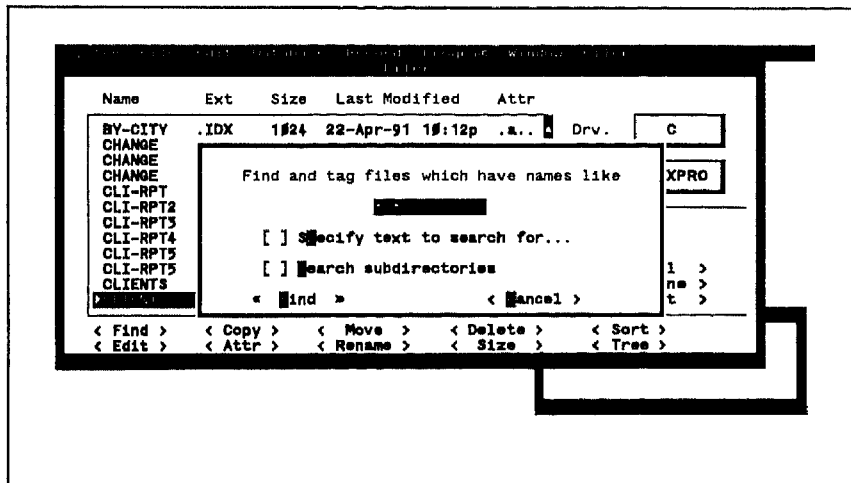 Filer
Name Ext Size Last Modified Attr
BY-CITY .IDX 1024 22-Apr-91 10:12p .a.. Drv. C
CHANGE
CHANGE
CHANGE XPRO
CLI-RPT
CLI-RPT2
CLI-RPT3
CLI-RPT4
CLI-RPT5
CLI-RPT5 l >
CLIENTS ne >
t >
Find and tag files which have names like
[ ] Specify text to search for...
[ ] Search subdirectories
« Find » < Cancel >
< Find > < Copy > < Move > < Delete > < Sort >
< Edit > < Attr > < Rename > < Size > < Tree >